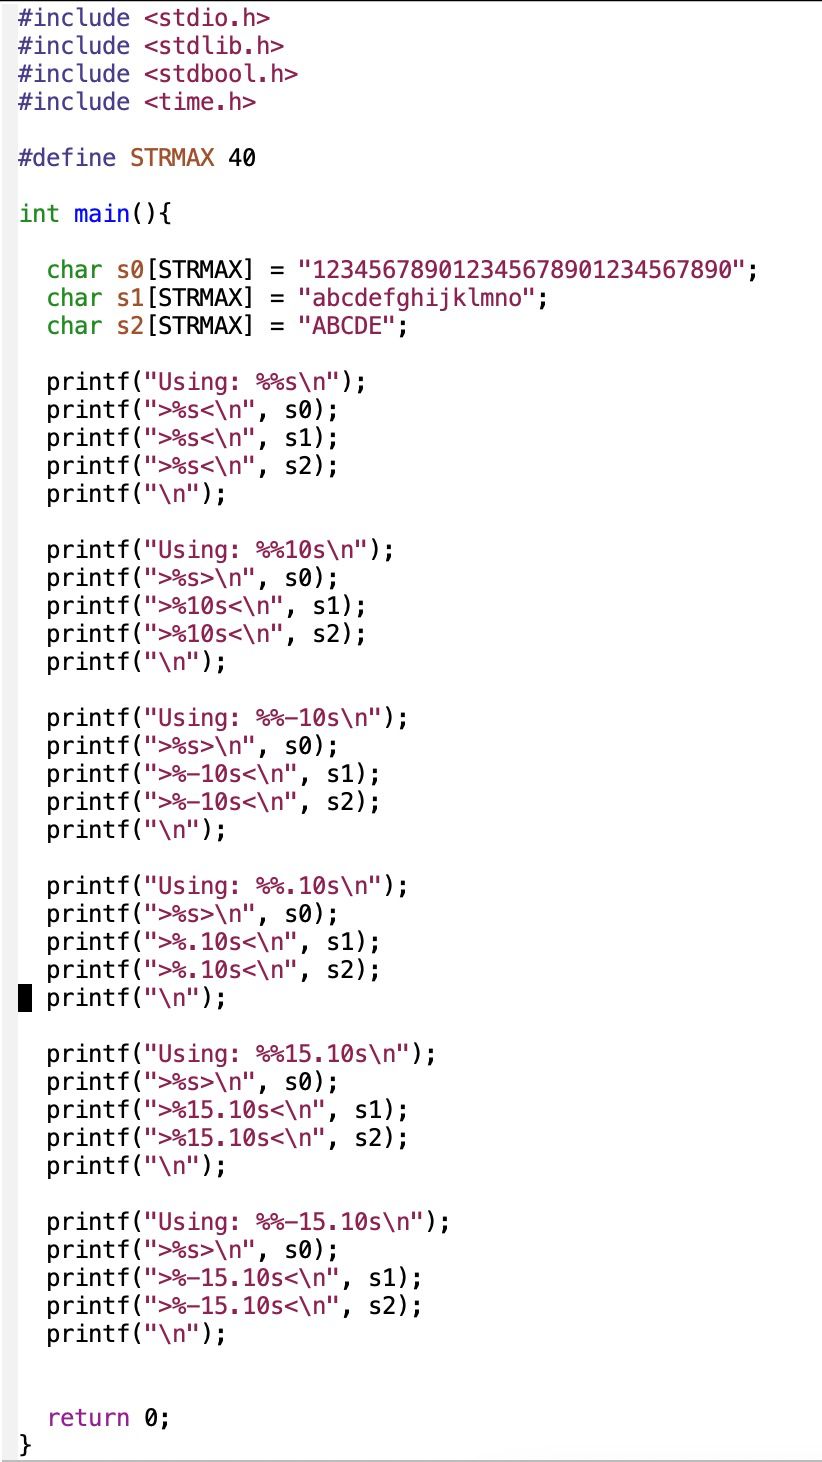 #include <stdio.h>
#include <stdlib.h>
#include <stdbool.h>
#include <time.h>

#define STRMAX 40

int main(){

  char s0[STRMAX] = "123456789012345678901234567890";
  char s1[STRMAX] = "abcdefghijklmno";
  char s2[STRMAX] = "ABCDE";

  printf("Using: %%s\n");
  printf(">%s<\n", s0);
  printf(">%s<\n", s1);
  printf(">%s<\n", s2);
  printf("\n");

  printf("Using: %%10s\n");
  printf(">%s>\n", s0);
  printf(">%10s<\n", s1);
  printf(">%10s<\n", s2);
  printf("\n");

  printf("Using: %%-10s\n");
  printf(">%s>\n", s0);
  printf(">%-10s<\n", s1);
  printf(">%-10s<\n", s2);
  printf("\n");

  printf("Using: %%.10s\n");
  printf(">%s>\n", s0);
  printf(">%.10s<\n", s1);
  printf(">%.10s<\n", s2);
  printf("\n");

  printf("Using: %%15.10s\n");
  printf(">%s>\n", s0);
  printf(">%15.10s<\n", s1);
  printf(">%15.10s<\n", s2);
  printf("\n");

  printf("Using: %%-15.10s\n");
  printf(">%s>\n", s0);
  printf(">%-15.10s<\n", s1);
  printf(">%-15.10s<\n", s2);
  printf("\n");

  return 0;
}